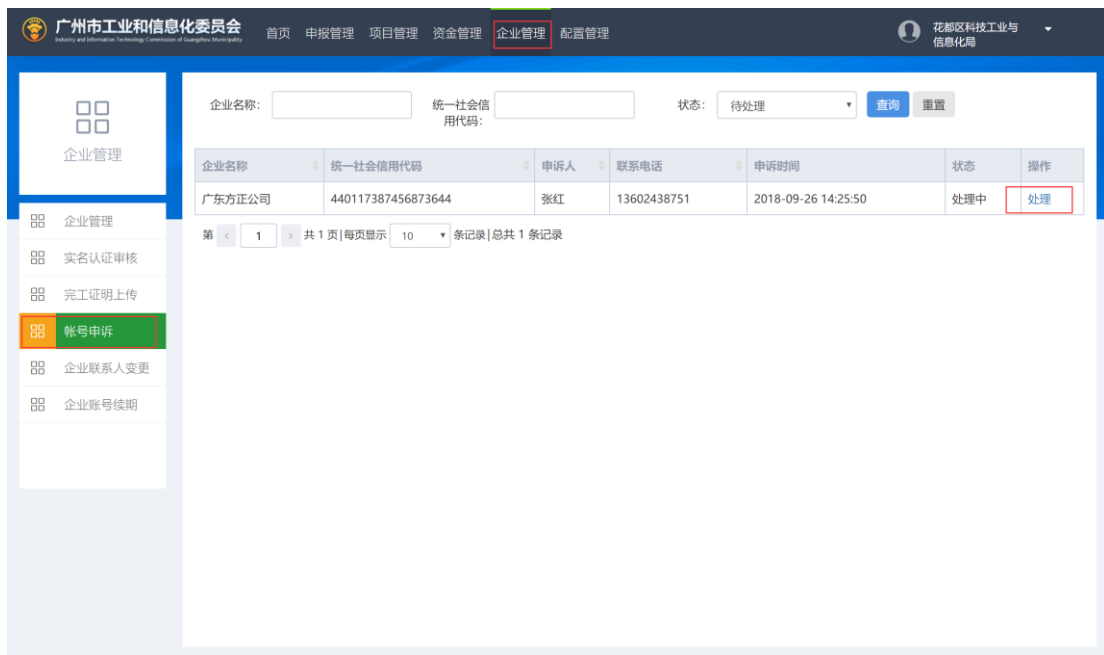 广州市工业和信息化委员会
Industry and Information Technology Commission of Guangzhou Municipality
首页 申报管理 项目管理 资金管理 企业管理 配置管理
花都区科技工业与
信息化局
企业管理
企业管理
实名认证审核
完工证明上传
帐号申诉
企业联系人变更
企业账号续期
企业名称：
统一社会信
用代码：
状态： 待处理 查询 重置
企业名称 统一社会信用代码 申诉人 联系电话 申诉时间 状态 操作
广东方正公司 440117387456873644 张红 13602438751 2018-09-26 14:25:50 处理中 处理
第 ‹ 1 › 共 1 页|每页显示 10 条记录|总共 1 条记录